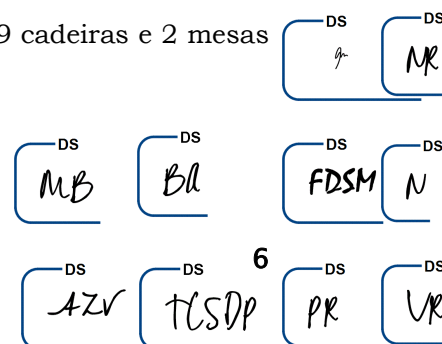 9 cadeiras e 2 mesas
DS DS
NR
DS DS DS DS
MB Ba FDSM N
6
DS DS DS DS
AZV TCSDP PR VR